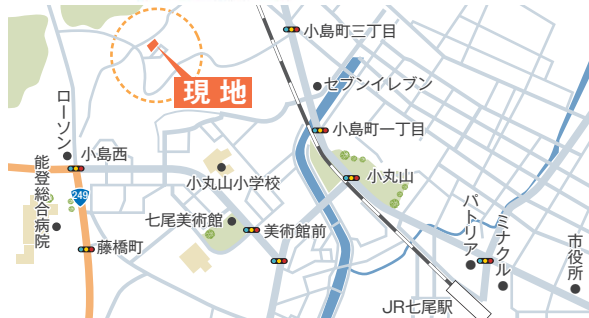 小島町三丁目
セブンイレブン
現地
ローソン
小島町一丁目
小島西
能登総合病院
小丸山小学校
小丸山
249
七尾美術館
美術館前
藤橋町
パトリア
ミナクル
市役所
JR七尾駅